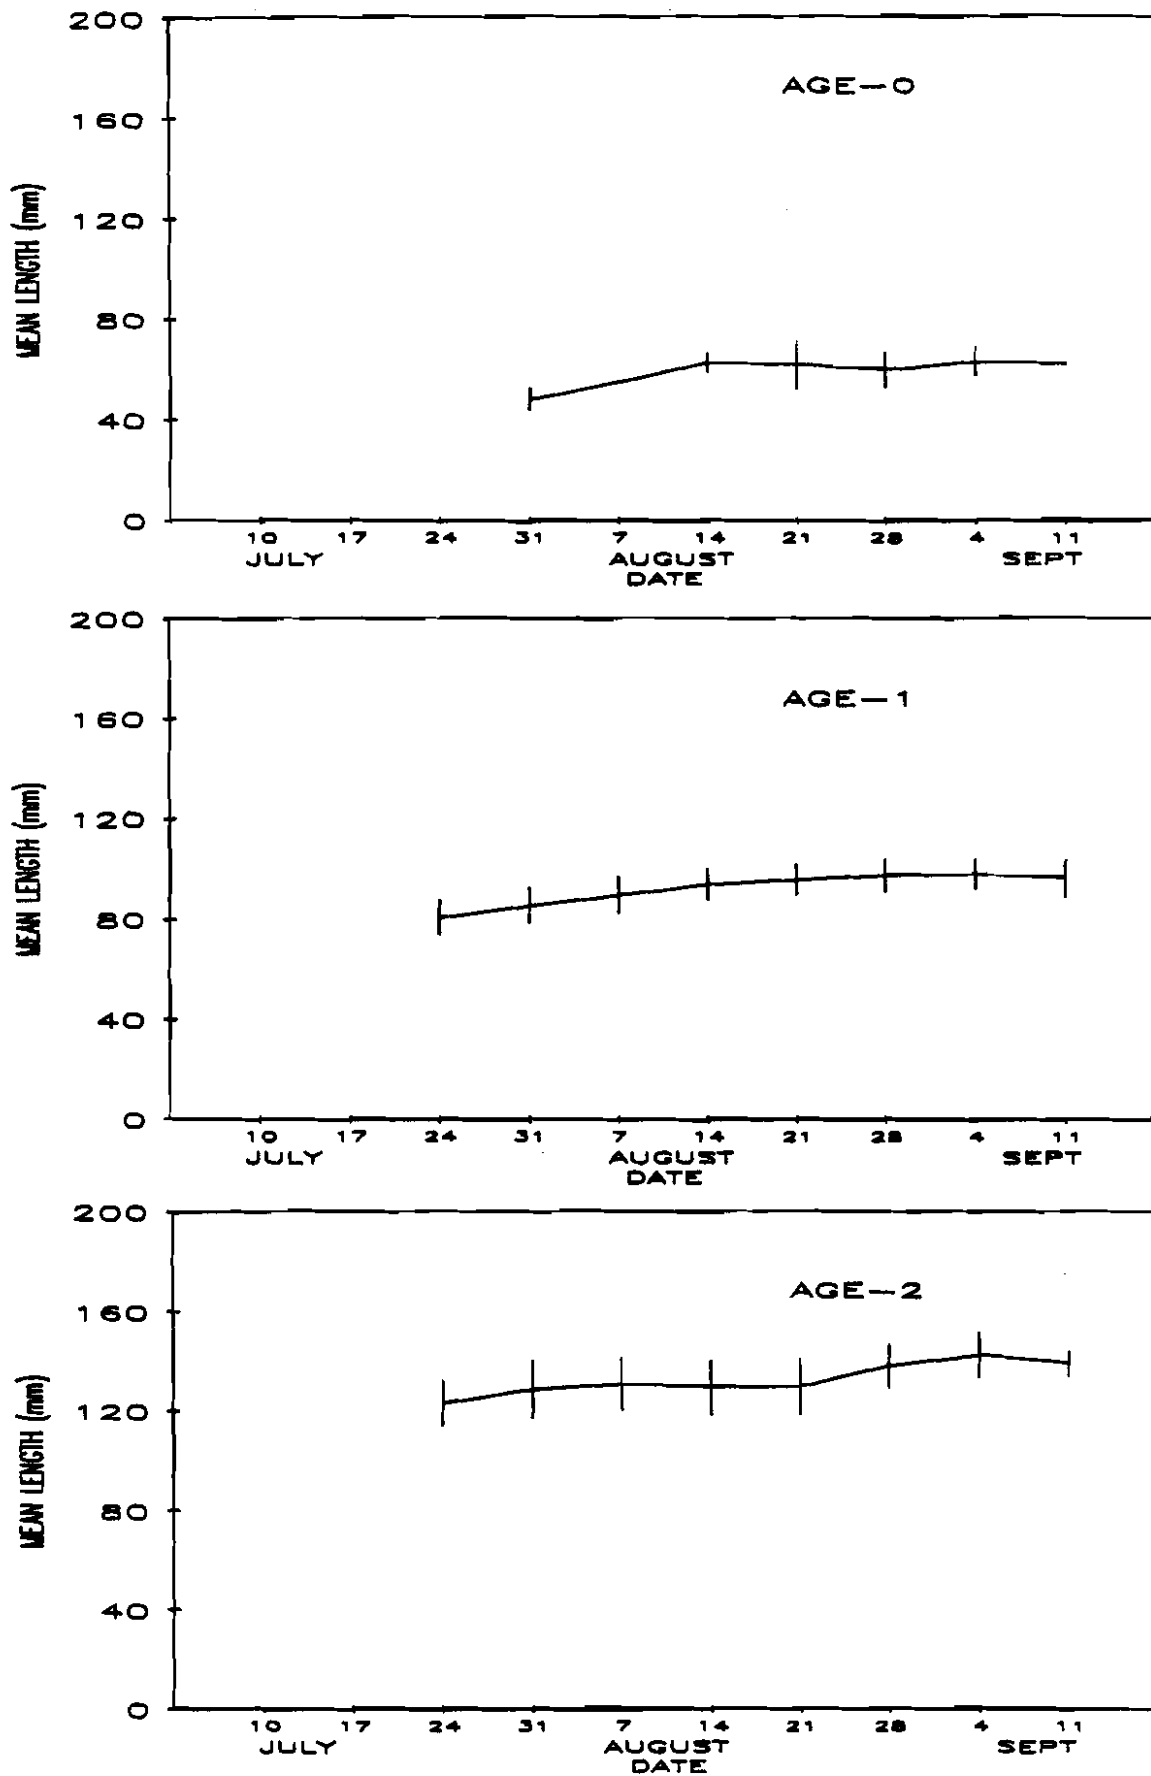 200
AGE-0
160
MEAN LENGTH (mm)
120
80
40
0
10 17 24 31 7 14 21 28 4 11
JULY AUGUST SEPT
DATE
200
AGE-1
160
MEAN LENGTH (mm)
120
80
40
0
10 17 24 31 7 14 21 28 4 11
JULY AUGUST SEPT
DATE
200
AGE-2
160
MEAN LENGTH (mm)
120
80
40
0
10 17 24 31 7 14 21 28 4 11
JULY AUGUST SEPT
DATE